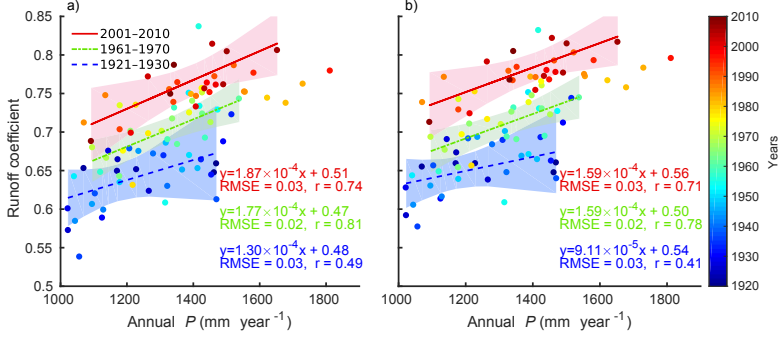 a)
b)
2001–2010
1961–1970
1921–1930
0.85
0.8
0.75
0.7
0.65
0.6
0.55
0.5
Runoff coefficient
y=1.87×10⁻⁴x + 0.51
RMSE = 0.03, r = 0.74
y=1.77×10⁻⁴x + 0.47
RMSE = 0.02, r = 0.81
y=1.30×10⁻⁴x + 0.48
RMSE = 0.03, r = 0.49
1000 1200 1400 1600 1800
Annual P (mm year⁻¹)
y=1.59×10⁻⁴x + 0.56
RMSE = 0.03, r = 0.71
y=1.59×10⁻⁴x + 0.50
RMSE = 0.02, r = 0.78
y=9.11×10⁻⁵x + 0.54
RMSE = 0.03, r = 0.41
1000 1200 1400 1600 1800
Annual P (mm year⁻¹)
2010
2000
1990
1980
1970
1960
1950
1940
1930
1920
Years